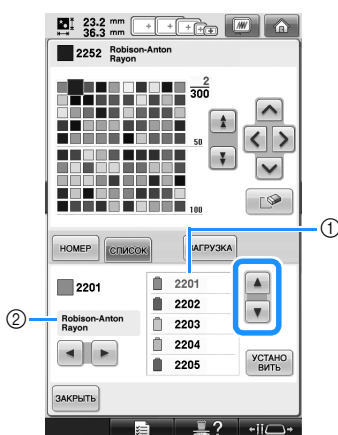 23.2 mm
36.3 mm
2252 Robison-Anton
Rayon
2
300
50
100
НОМЕР СПИСОК ЗАГРУЗКА
①
2201
2201
2202
② Robison-Anton
Rayon
2203
2204
2205
УСТАНО
ВИТЬ
ЗАКРЫТЬ
?